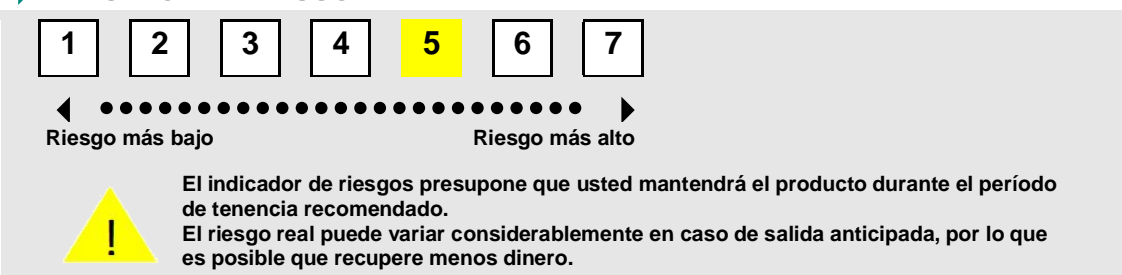 1 2 3 4 5 6 7
Riesgo más bajo Riesgo más alto
El indicador de riesgos presupone que usted mantendrá el producto durante el período
de tenencia recomendado.
El riesgo real puede variar considerablemente en caso de salida anticipada, por lo que
es posible que recupere menos dinero.
!